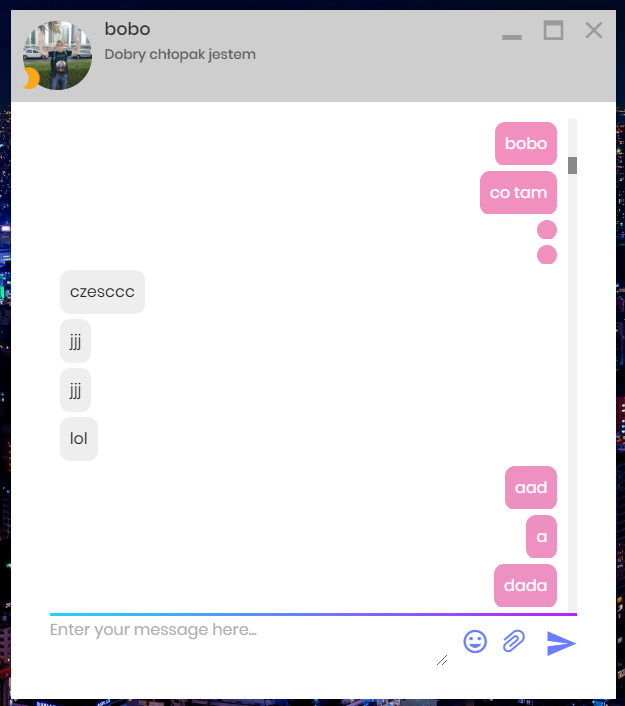 bobo
Dobry chłopak jestem
bobo
co tam
czesccc
jjj
jjj
lol
aad
a
dada
Enter your message here...